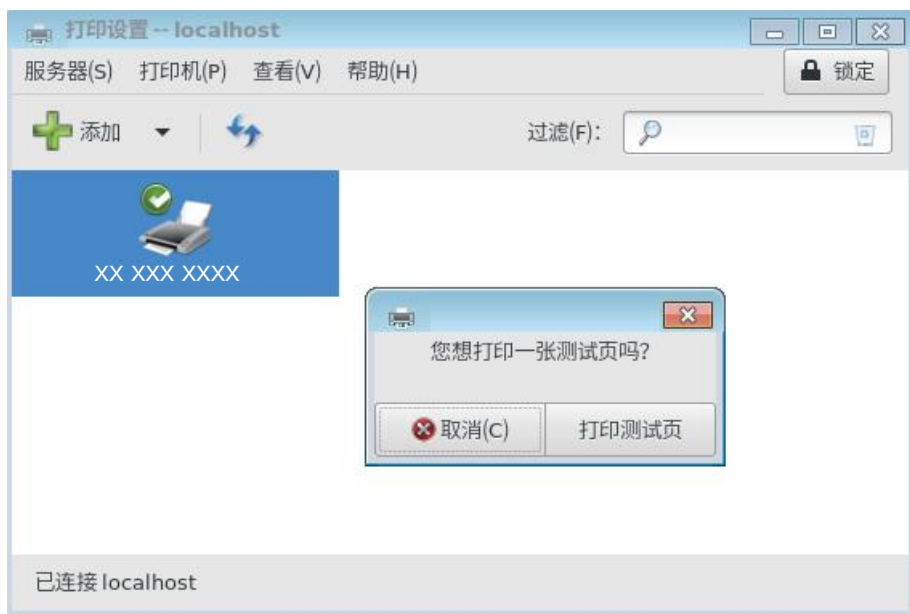 打印设置 -- localhost
服务器(S) 打印机(P) 查看(V) 帮助(H) 锁定
添加 过滤(F):
XX XXX XXXX
您想打印一张测试页吗?
取消(C) 打印测试页
已连接 localhost